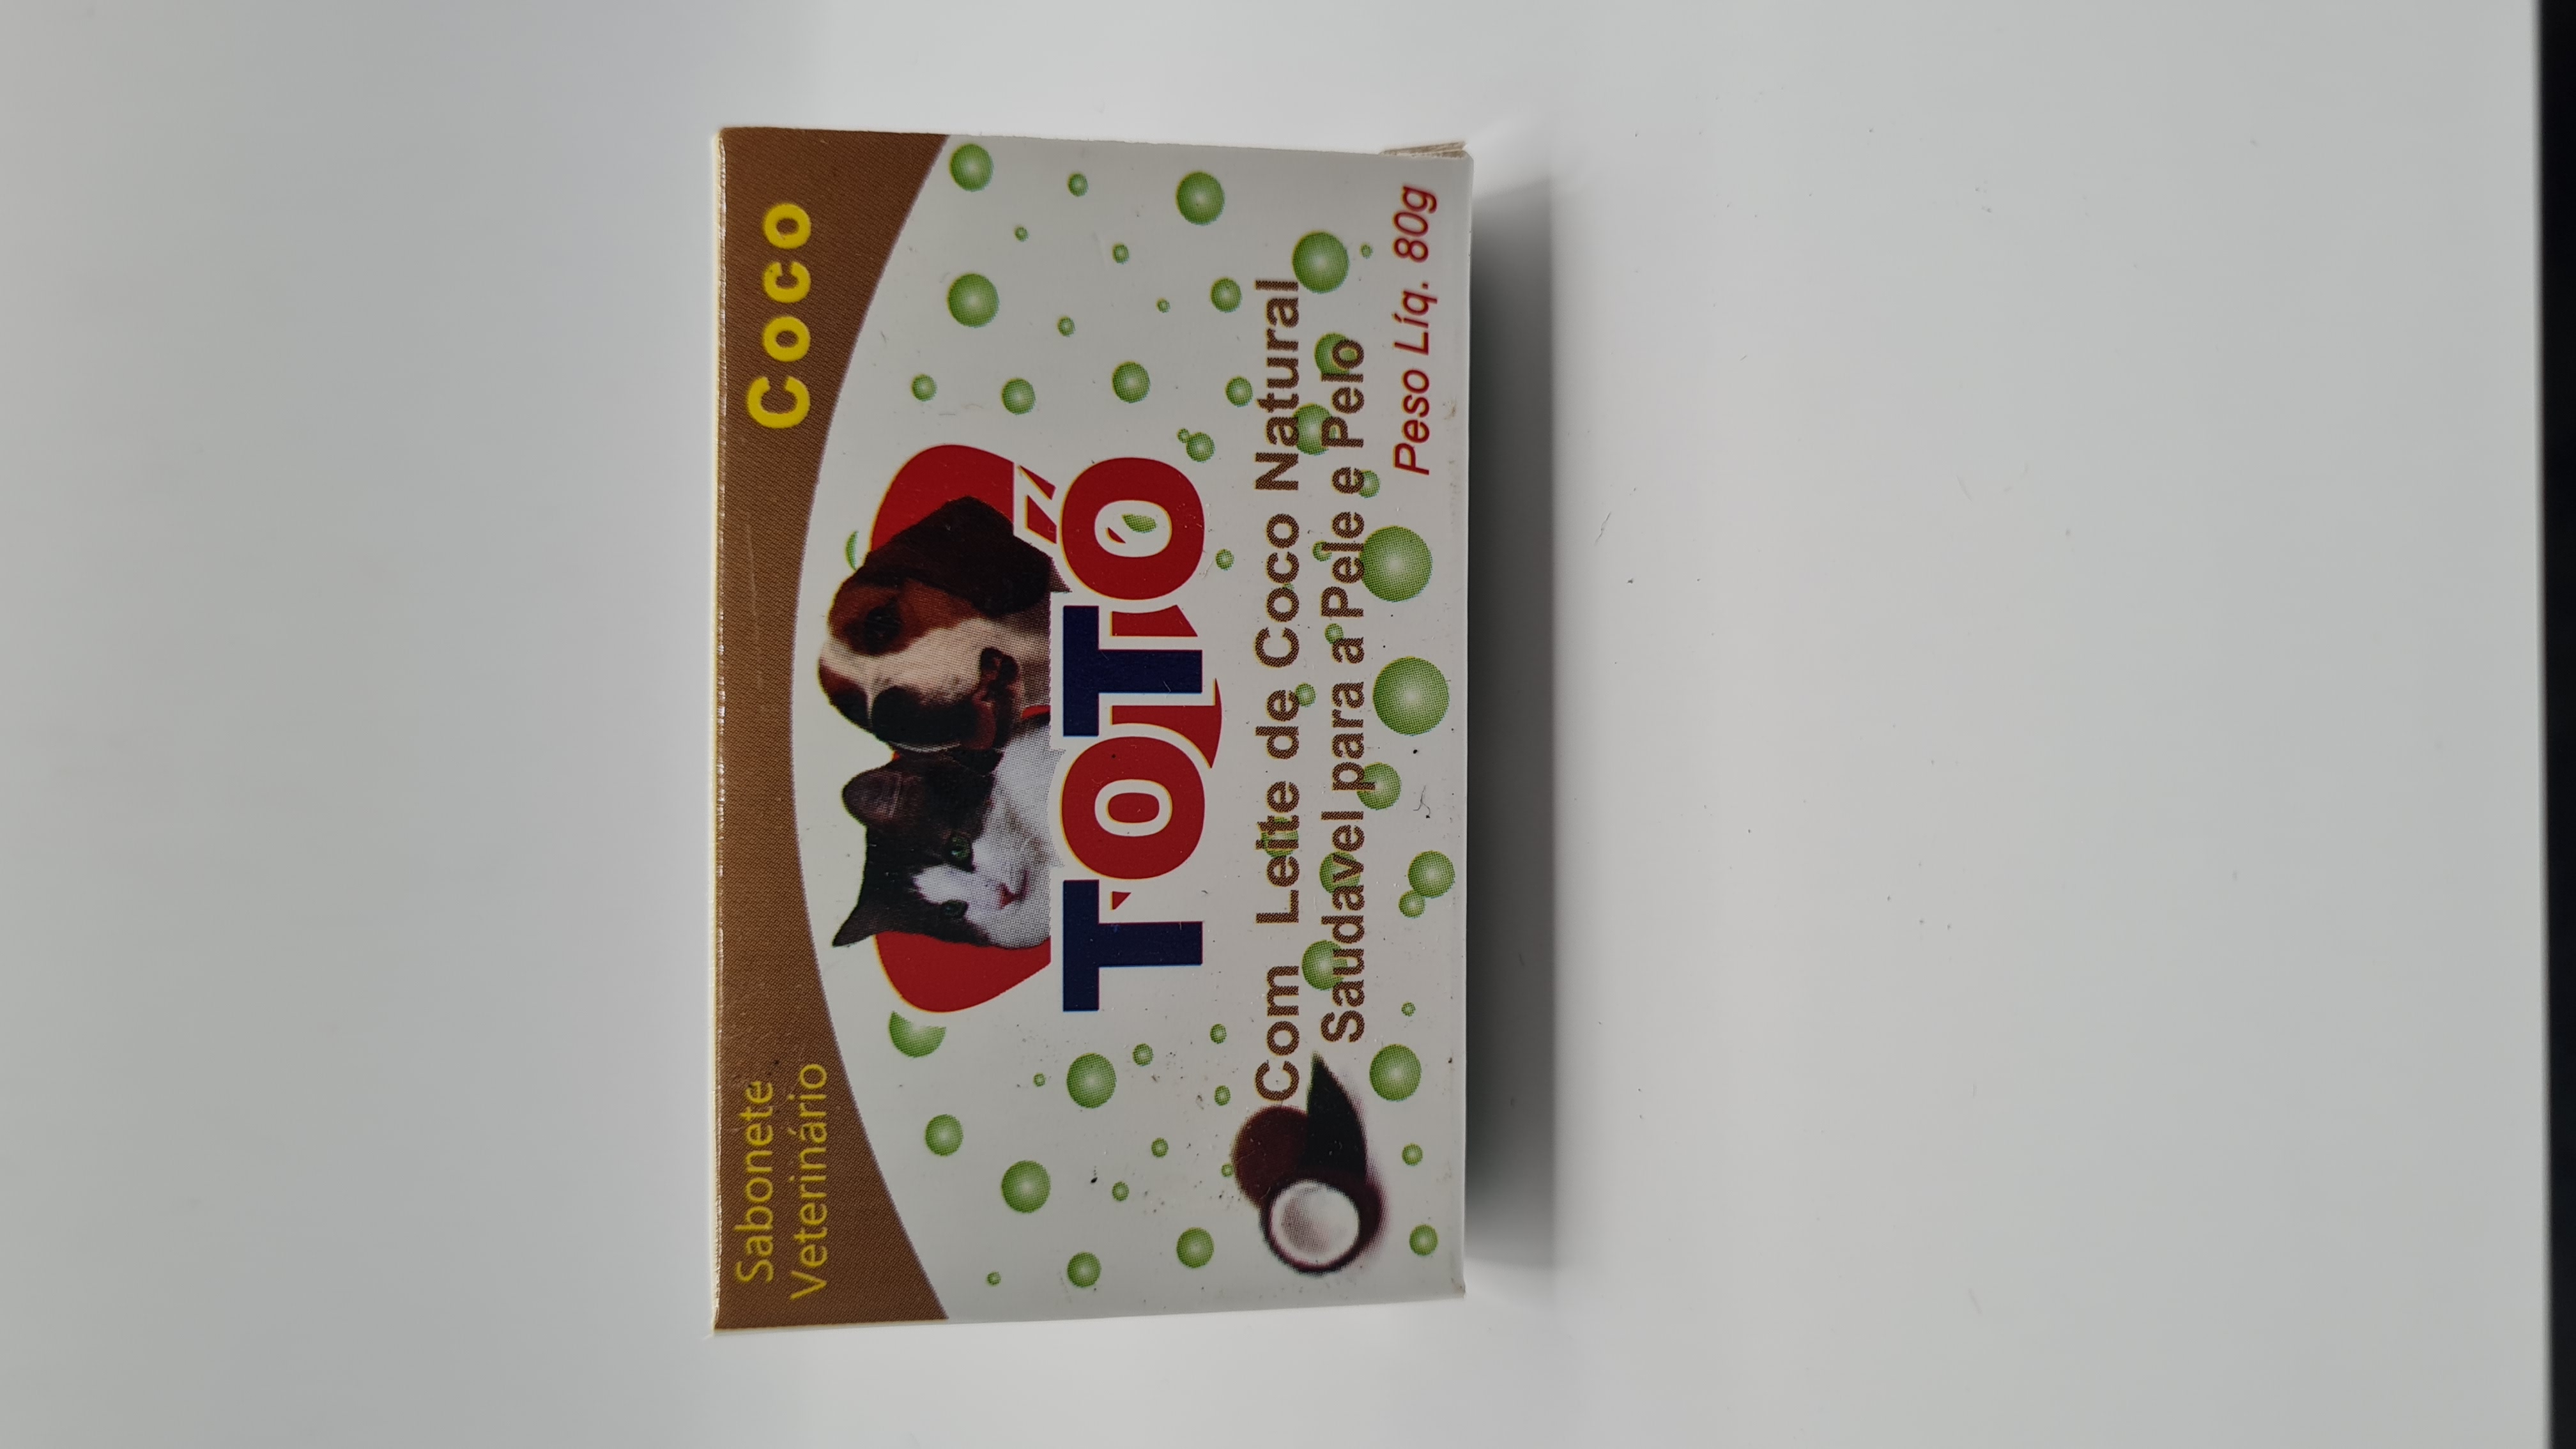 Sabonete
Veterinário
Coco
TOTÓ
Com Leite de Coco Natural
Saudavel para a Pele e Pelo
Peso Líq. 80g